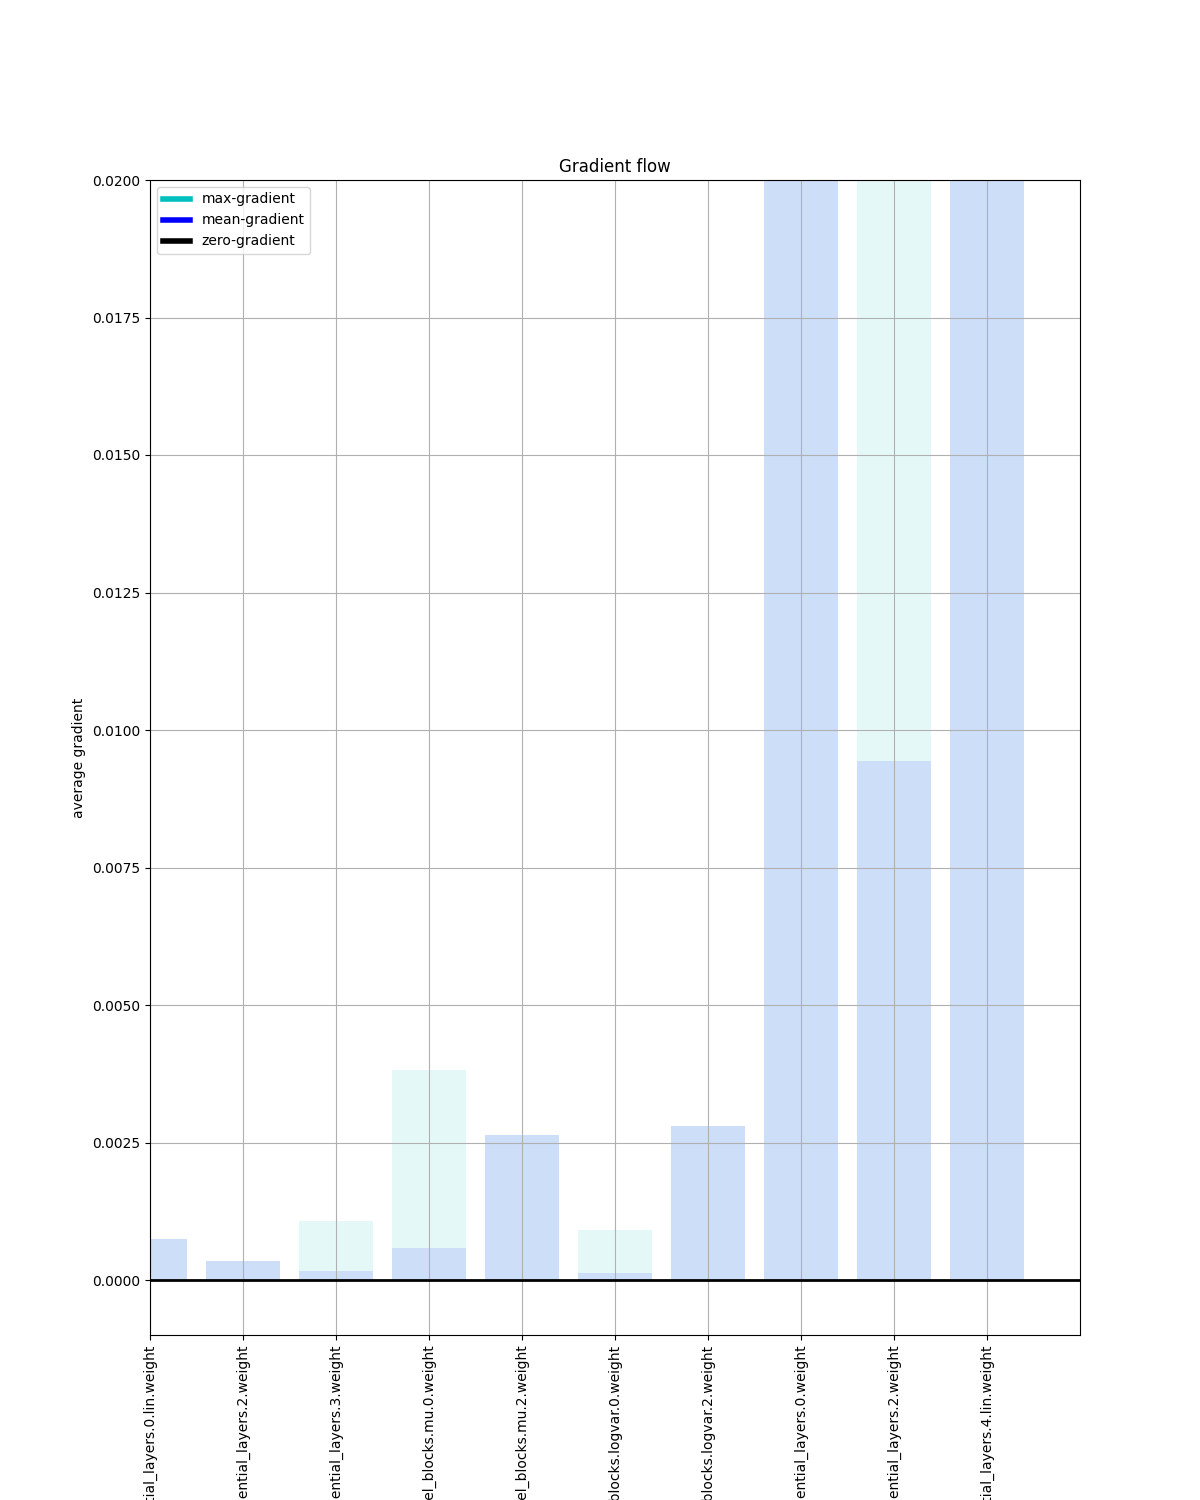 Gradient flow
max-gradient
mean-gradient
zero-gradient
0.0200
0.0175
0.0150
0.0125
0.0100
0.0075
0.0050
0.0025
0.0000
average gradient
tial_layers.0.lin.weight
ential_layers.2.weight
ential_layers.3.weight
el_blocks.mu.0.weight
el_blocks.mu.2.weight
blocks.logvar.0.weight
blocks.logvar.2.weight
ential_layers.0.weight
ential_layers.2.weight
tial_layers.4.lin.weight